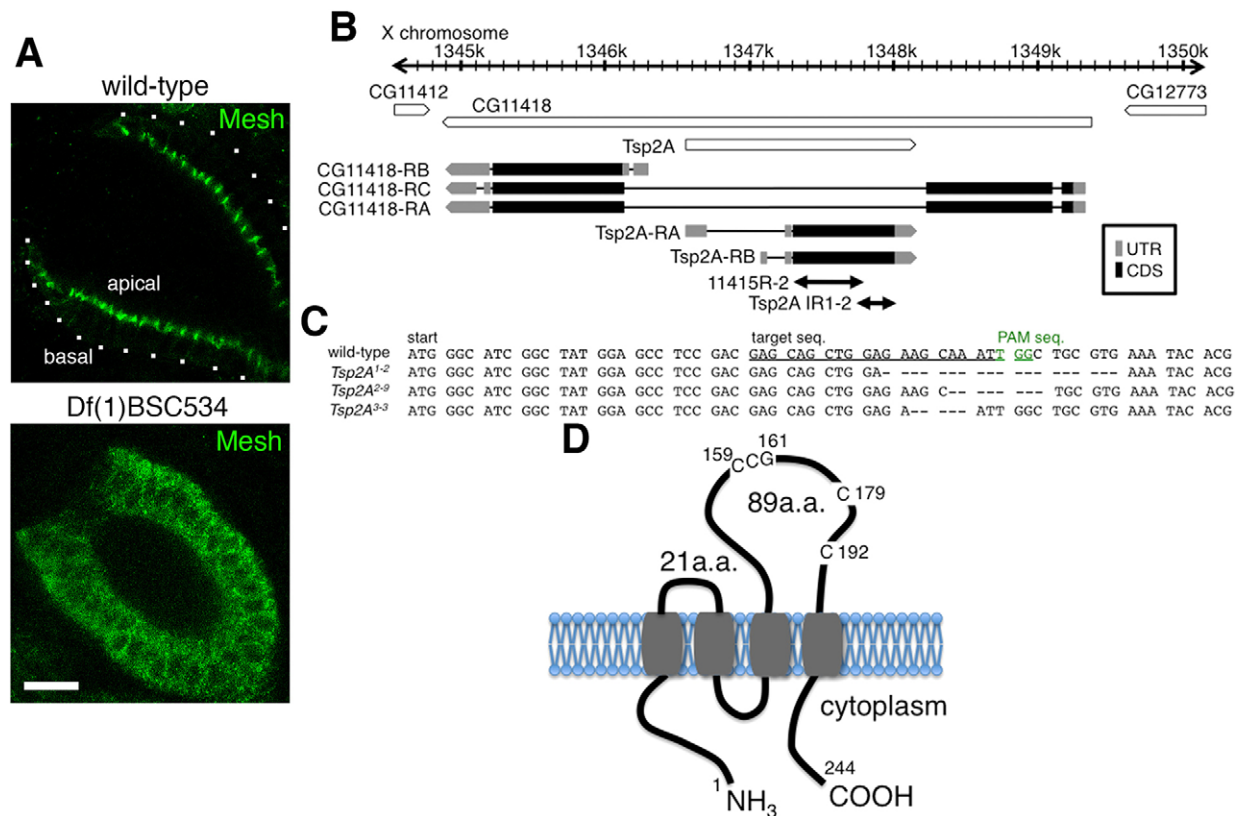 A
wild-type
Mesh
apical
basal
Df(1)BSC534
Mesh
B
X chromosome
1345k 1346k 1347k 1348k 1349k 1350k
CG11412
CG11418
CG12773
Tsp2A
CG11418-RB
CG11418-RC
CG11418-RA
Tsp2A-RA
Tsp2A-RB
11415R-2
Tsp2A IR1-2
UTR
CDS
C
start target seq. PAM seq.
wild-type ATG GGC ATC GGC TAT GGA GCC TCC GAC GAG CAG CTG GAG AAG CAA ATT GGC TGC GTG AAA TAC ACG
Tsp2A1-2 ATG GGC ATC GGC TAT GGA GCC TCC GAC GAG CAG CTG GA- --- --- --- --- --- --- AAA TAC ACG
Tsp2A2-9 ATG GGC ATC GGC TAT GGA GCC TCC GAC GAG CAG CTG GAG AAG C-- --- --- TGC GTG AAA TAC ACG
Tsp2A3-3 ATG GGC ATC GGC TAT GGA GCC TCC GAC GAG CAG CTG GAG A-- --- ATT GGC TGC GTG AAA TAC ACG
D
159 C C G 161
C 179
89a.a.
C 192
21a.a.
cytoplasm
1 NH3
244 COOH